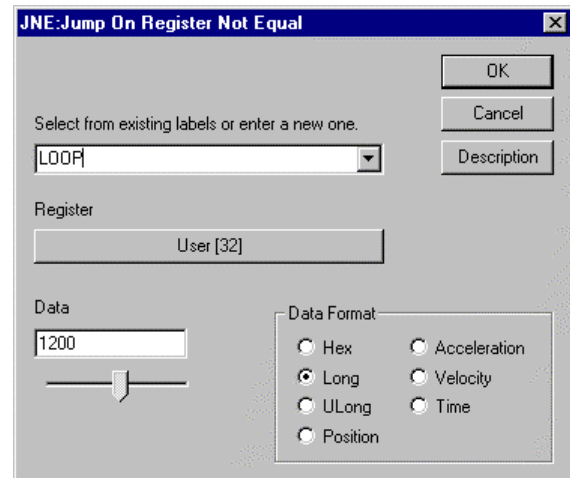 JNE:Jump On Register Not Equal
OK
Cancel
Description
Select from existing labels or enter a new one.
LOOP
Register
User [32]
Data
1200
Data Format
Hex
Long
ULong
Position
Acceleration
Velocity
Time